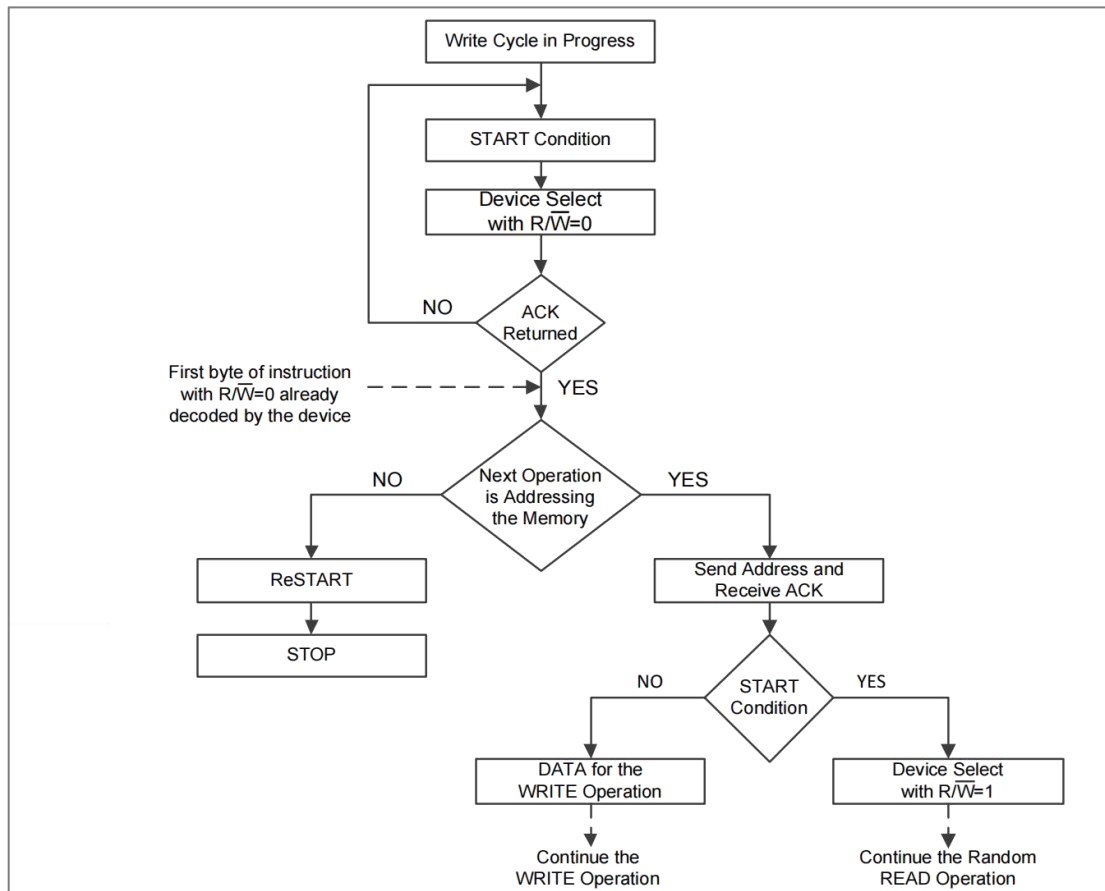 Write Cycle in Progress
START Condition
Device Select
with R/W̅=0
NO
ACK
Returned
First byte of instruction
with R/W̅=0 already
decoded by the device
YES
NO
Next Operation
is Addressing
the Memory
YES
ReSTART
Send Address and
Receive ACK
STOP
NO
START
Condition
YES
DATA for the
WRITE Operation
Device Select
with R/W̅=1
Continue the
WRITE Operation
Continue the Random
READ Operation